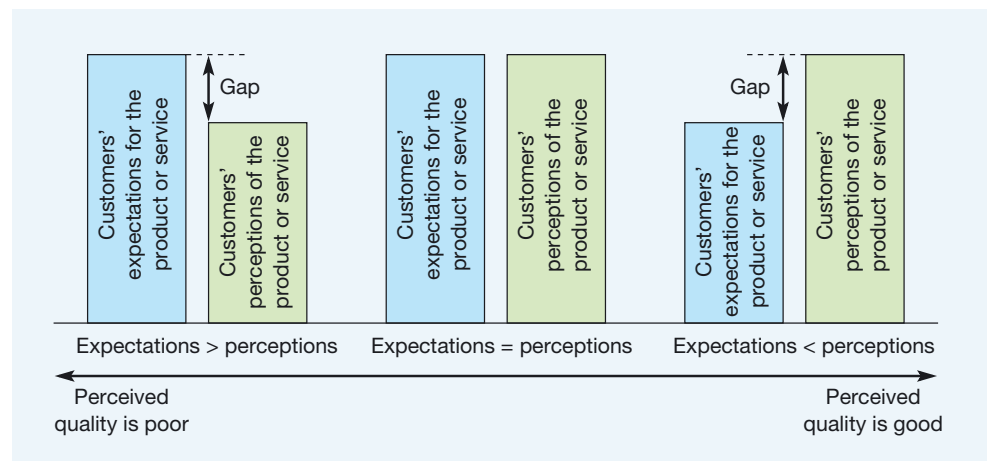 Customers’
expectations for the
product or service
Gap
Customers’
perceptions of the
product or service
Customers’
expectations for the
product or service
Customers’
perceptions of the
product or service
Gap
Customers’
expectations for the
product or service
Customers’
perceptions of the
product or service
Expectations > perceptions
Expectations = perceptions
Expectations < perceptions
Perceived
quality is poor
Perceived
quality is good